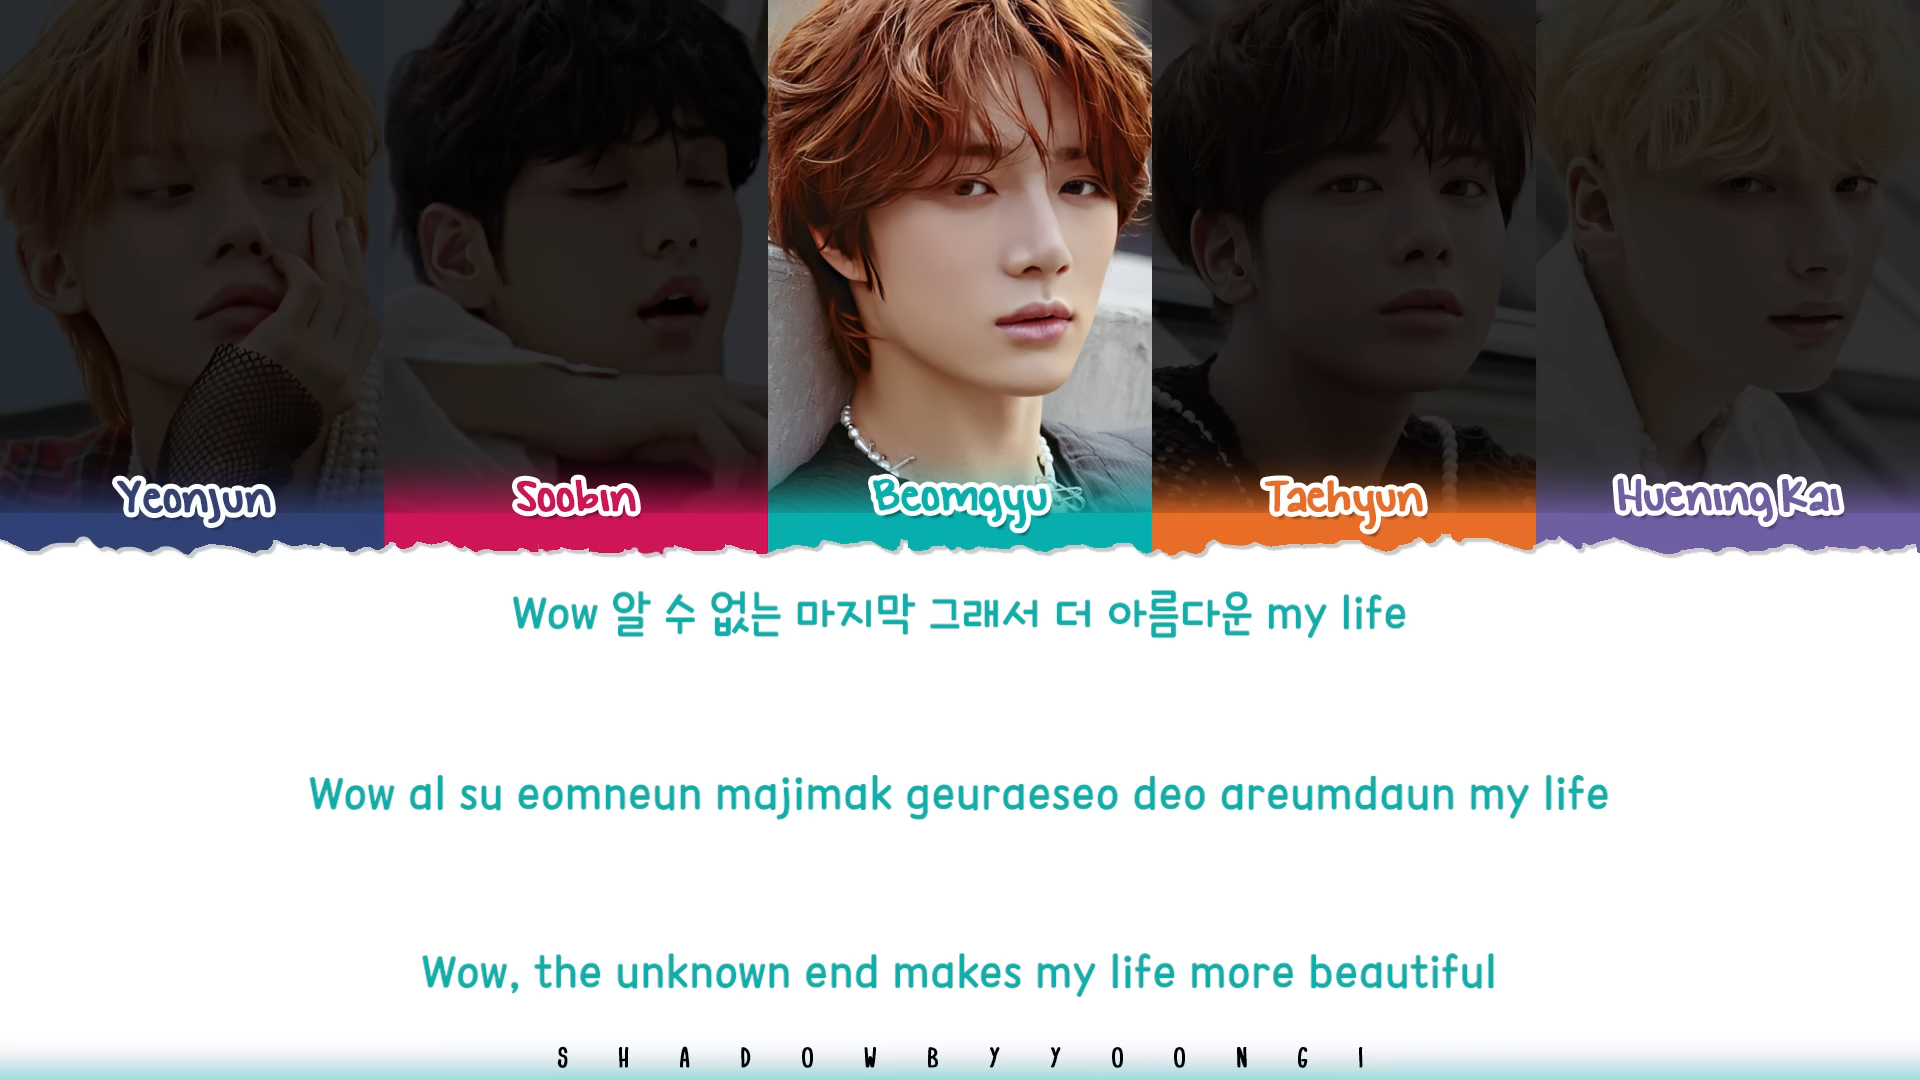 Yeonjun Soobin Beomgyu Taehyun HueningKai
Wow 알 수 없는 마지막 그래서 더 아름다운 my life
Wow al su eomneun majimak geuraeseo deo areumdaun my life
Wow, the unknown end makes my life more beautiful
SHADOWBYYOONGI